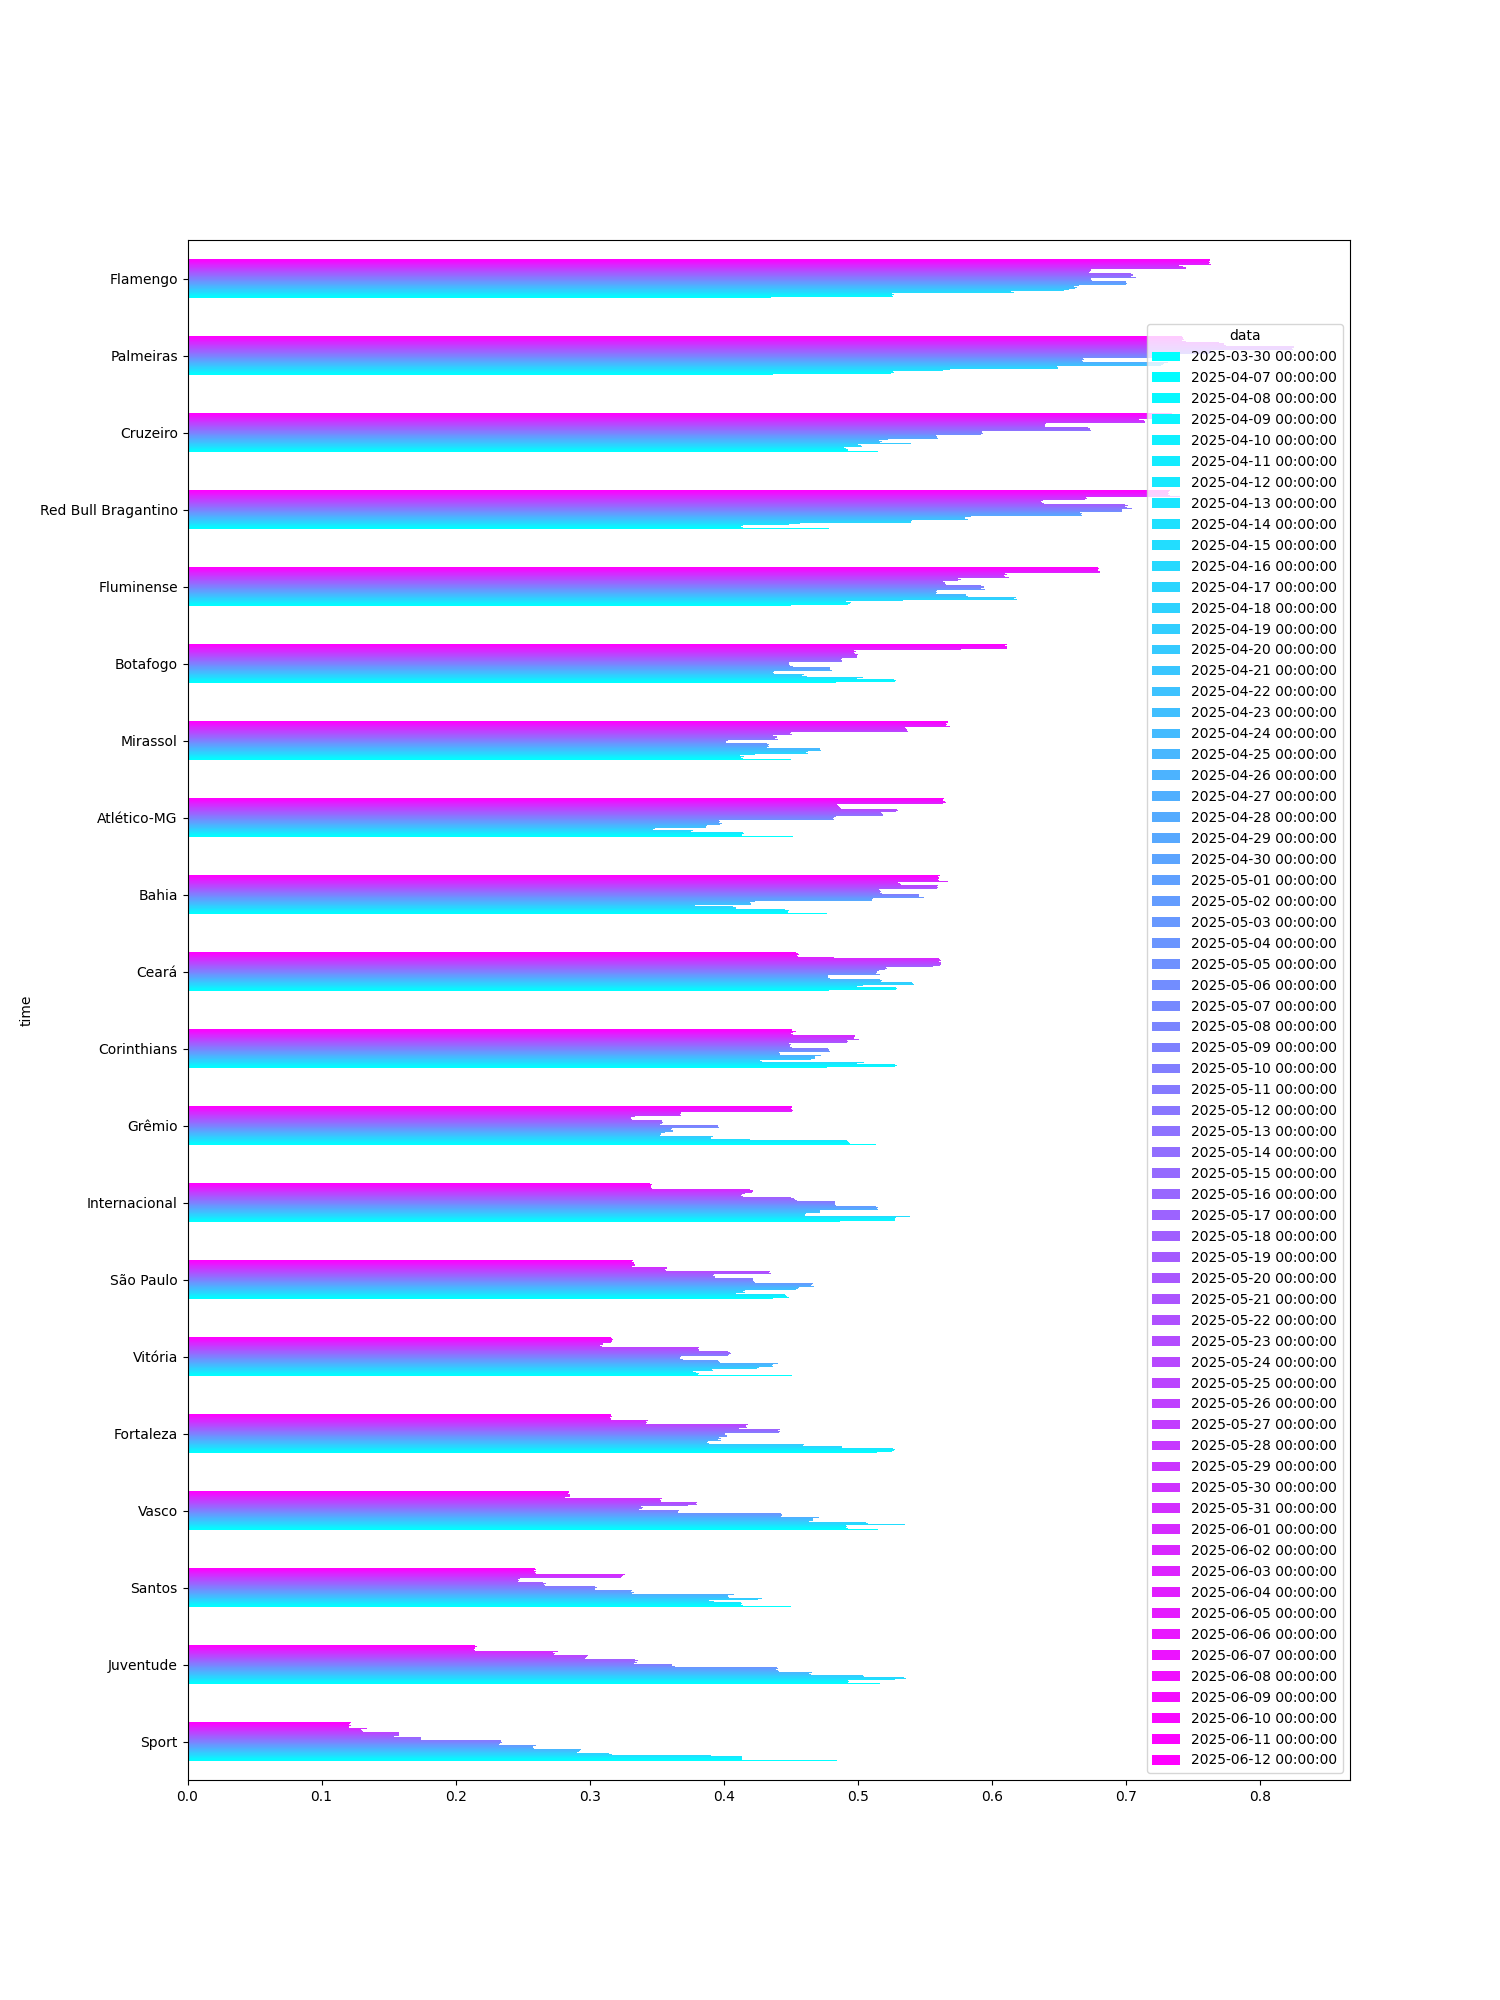 Flamengo
Palmeiras
Cruzeiro
Red Bull Bragantino
Fluminense
Botafogo
Mirassol
Atlético-MG
Bahia
Ceará
time
Corinthians
Grêmio
Internacional
São Paulo
Vitória
Fortaleza
Vasco
Santos
Juventude
Sport
0.0 0.1 0.2 0.3 0.4 0.5 0.6 0.7 0.8
data
2025-03-30 00:00:00
2025-04-07 00:00:00
2025-04-08 00:00:00
2025-04-09 00:00:00
2025-04-10 00:00:00
2025-04-11 00:00:00
2025-04-12 00:00:00
2025-04-13 00:00:00
2025-04-14 00:00:00
2025-04-15 00:00:00
2025-04-16 00:00:00
2025-04-17 00:00:00
2025-04-18 00:00:00
2025-04-19 00:00:00
2025-04-20 00:00:00
2025-04-21 00:00:00
2025-04-22 00:00:00
2025-04-23 00:00:00
2025-04-24 00:00:00
2025-04-25 00:00:00
2025-04-26 00:00:00
2025-04-27 00:00:00
2025-04-28 00:00:00
2025-04-29 00:00:00
2025-04-30 00:00:00
2025-05-01 00:00:00
2025-05-02 00:00:00
2025-05-03 00:00:00
2025-05-04 00:00:00
2025-05-05 00:00:00
2025-05-06 00:00:00
2025-05-07 00:00:00
2025-05-08 00:00:00
2025-05-09 00:00:00
2025-05-10 00:00:00
2025-05-11 00:00:00
2025-05-12 00:00:00
2025-05-13 00:00:00
2025-05-14 00:00:00
2025-05-15 00:00:00
2025-05-16 00:00:00
2025-05-17 00:00:00
2025-05-18 00:00:00
2025-05-19 00:00:00
2025-05-20 00:00:00
2025-05-21 00:00:00
2025-05-22 00:00:00
2025-05-23 00:00:00
2025-05-24 00:00:00
2025-05-25 00:00:00
2025-05-26 00:00:00
2025-05-27 00:00:00
2025-05-28 00:00:00
2025-05-29 00:00:00
2025-05-30 00:00:00
2025-05-31 00:00:00
2025-06-01 00:00:00
2025-06-02 00:00:00
2025-06-03 00:00:00
2025-06-04 00:00:00
2025-06-05 00:00:00
2025-06-06 00:00:00
2025-06-07 00:00:00
2025-06-08 00:00:00
2025-06-09 00:00:00
2025-06-10 00:00:00
2025-06-11 00:00:00
2025-06-12 00:00:00